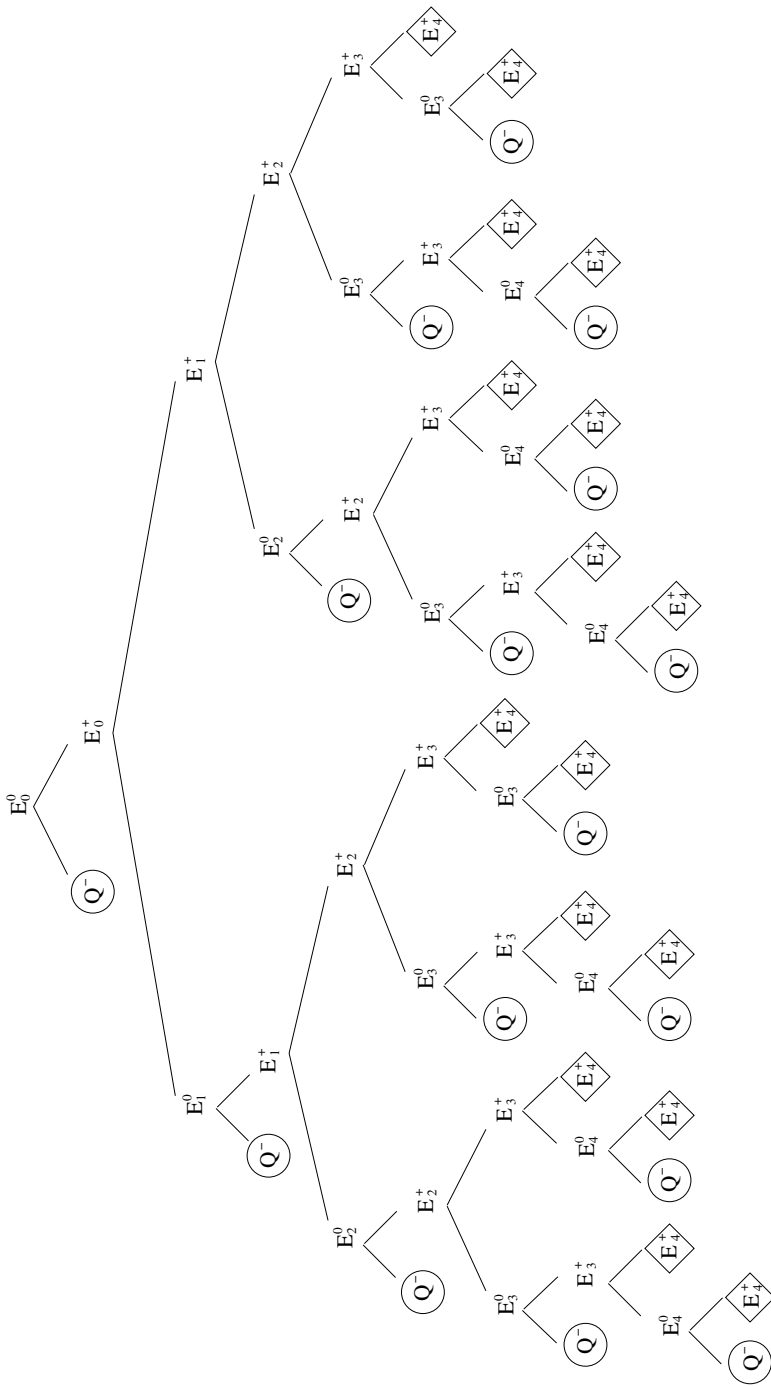 E₀⁰
Q⁻ E₀⁺
E₁⁰ E₁⁺
Q⁻ E₁⁺ E₂⁰ E₂⁺
E₂⁰ E₂⁺ Q⁻ E₂⁺ E₃⁰ E₃⁺
Q⁻ E₂⁺ E₃⁰ E₃⁺ E₃⁰ E₃⁺ Q⁻ E₃⁺ E₃⁰ E₄⁺
E₃⁰ E₃⁺ Q⁻ E₃⁺ E₃⁰ E₄⁺ Q⁻ E₃⁺ E₄⁰ E₄⁺ E₄⁰ E₄⁺ Q⁻ E₄⁺
Q⁻ E₃⁺ E₄⁰ E₄⁺ E₄⁰ E₄⁺ Q⁻ E₄⁺ E₄⁰ E₄⁺ Q⁻ E₄⁺ Q⁻ E₄⁺
E₄⁰ E₄⁺ Q⁻ E₄⁺ Q⁻ E₄⁺ Q⁻ E₄⁺
Q⁻ E₄⁺